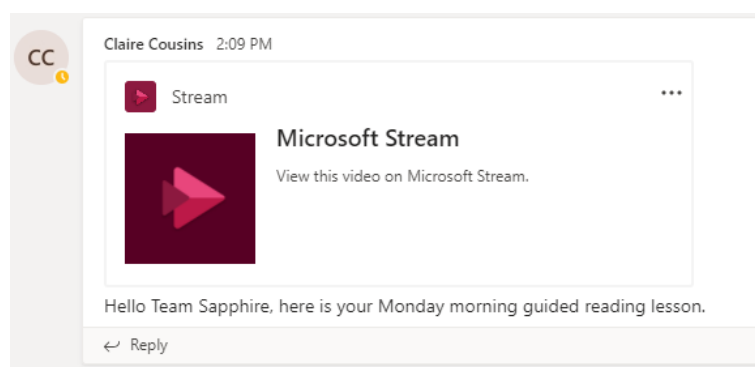 CC
Claire Cousins 2:09 PM
Stream
Microsoft Stream
View this video on Microsoft Stream.
Hello Team Sapphire, here is your Monday morning guided reading lesson.
Reply